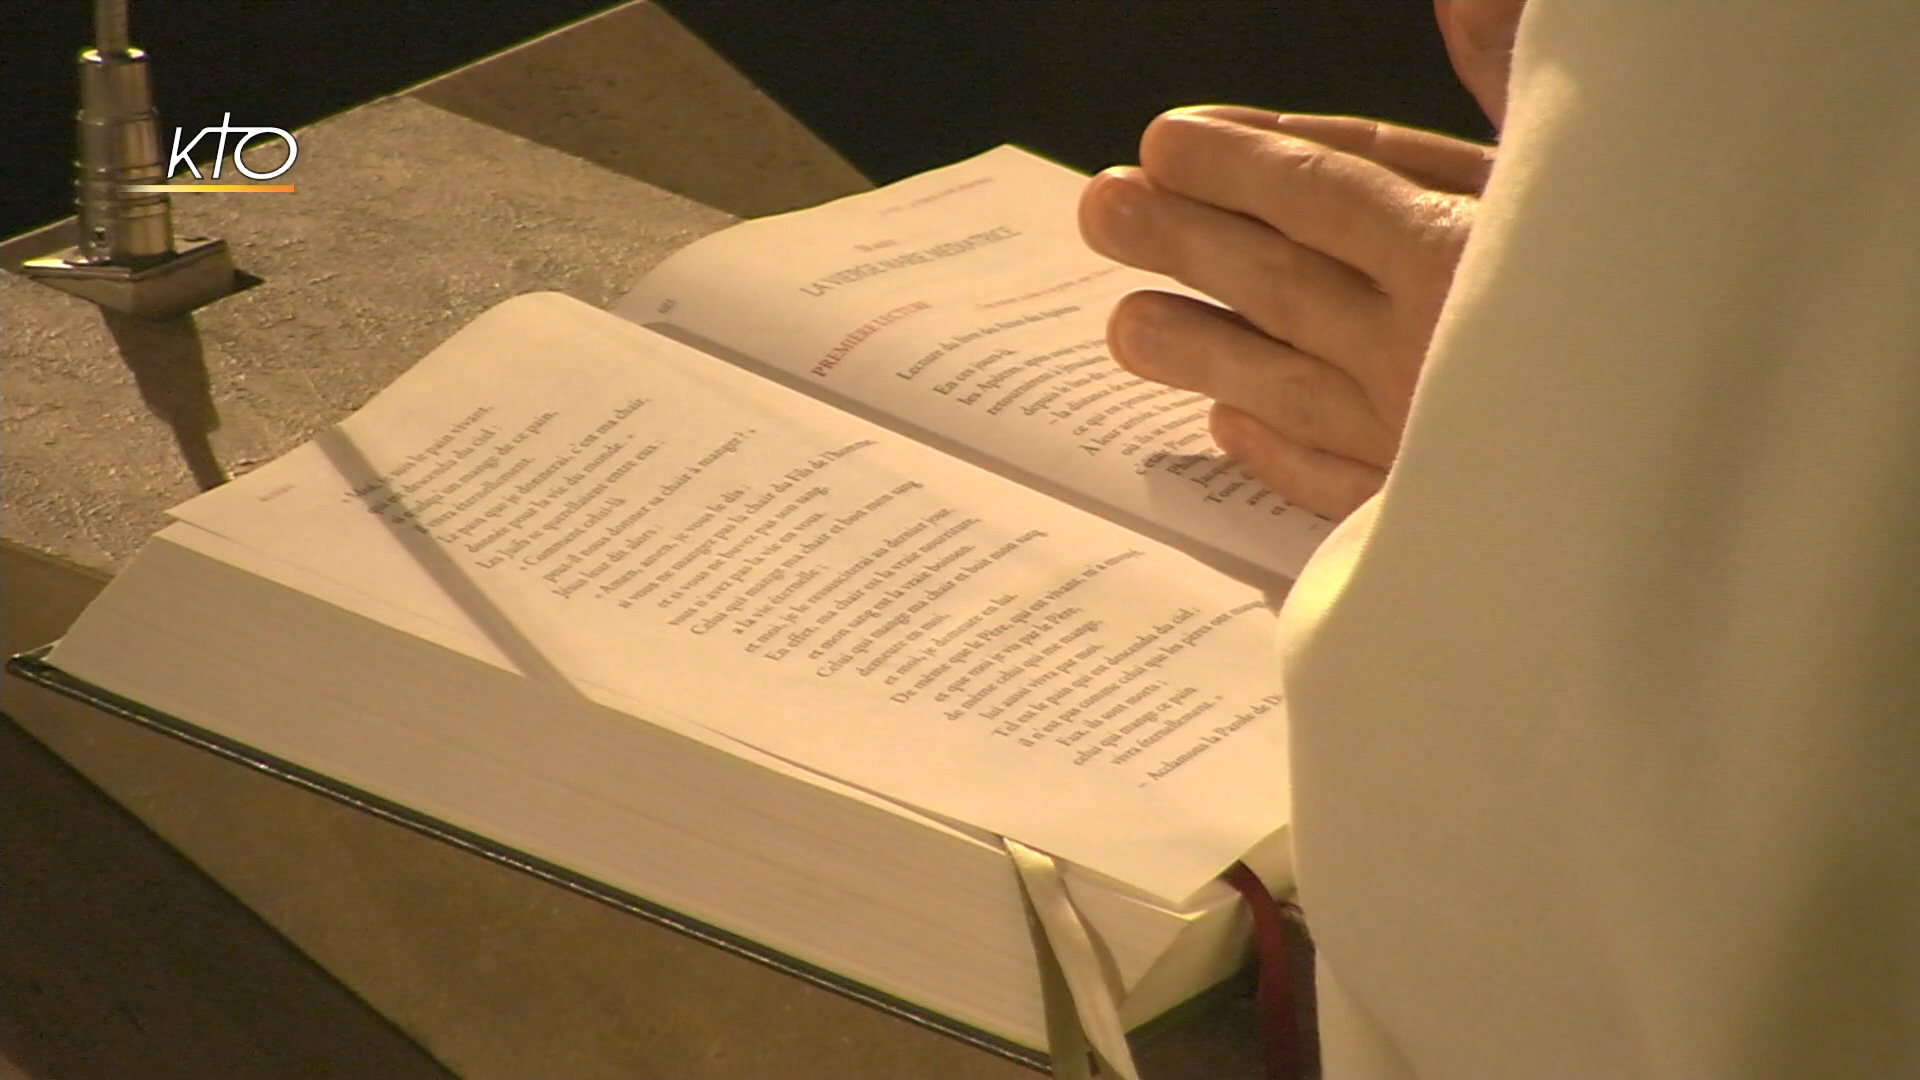 KTO
suis le pain vivant,
descendu du ciel :
mange de ce pain,
vivra éternellement.
Le pain que je donnerai, c'est ma chair,
donnée pour la vie du monde. »
Les Juifs se querellaient entre eux :
« Comment celui-là
peut-il nous donner sa chair à manger ? »
Jésus leur dit alors :
« Amen, amen, je vous le dis :
si vous ne mangez pas la chair du Fils de l'homme,
et si vous ne buvez pas son sang,
vous n'avez pas la vie en vous.
Celui qui mange ma chair et boit mon sang
a la vie éternelle ;
et moi, je le ressusciterai au dernier jour.
En effet, ma chair est la vraie nourriture,
et mon sang est la vraie boisson.
Celui qui mange ma chair et boit mon sang
demeure en moi,
et moi, je demeure en lui.
De même que le Père, qui est vivant, m'a envoyé,
et que moi je vis par le Père,
de même celui qui me mange,
lui aussi vivra par moi.
Tel est le pain qui est descendu du ciel :
il n'est pas comme celui que les pères ont
Eux, ils sont morts ;
celui qui mange ce pain
vivra éternellement. »
– Acclamons la Parole de
LA VIERGE MARIE MÉDIATRICE
PREMIÈRE LECTURE
Lecture du livre des Actes des Apôtres
En ces jours-là,
les Apôtres, après
retournèrent à
depuis le lieu
la distance de
À leur arrivée,